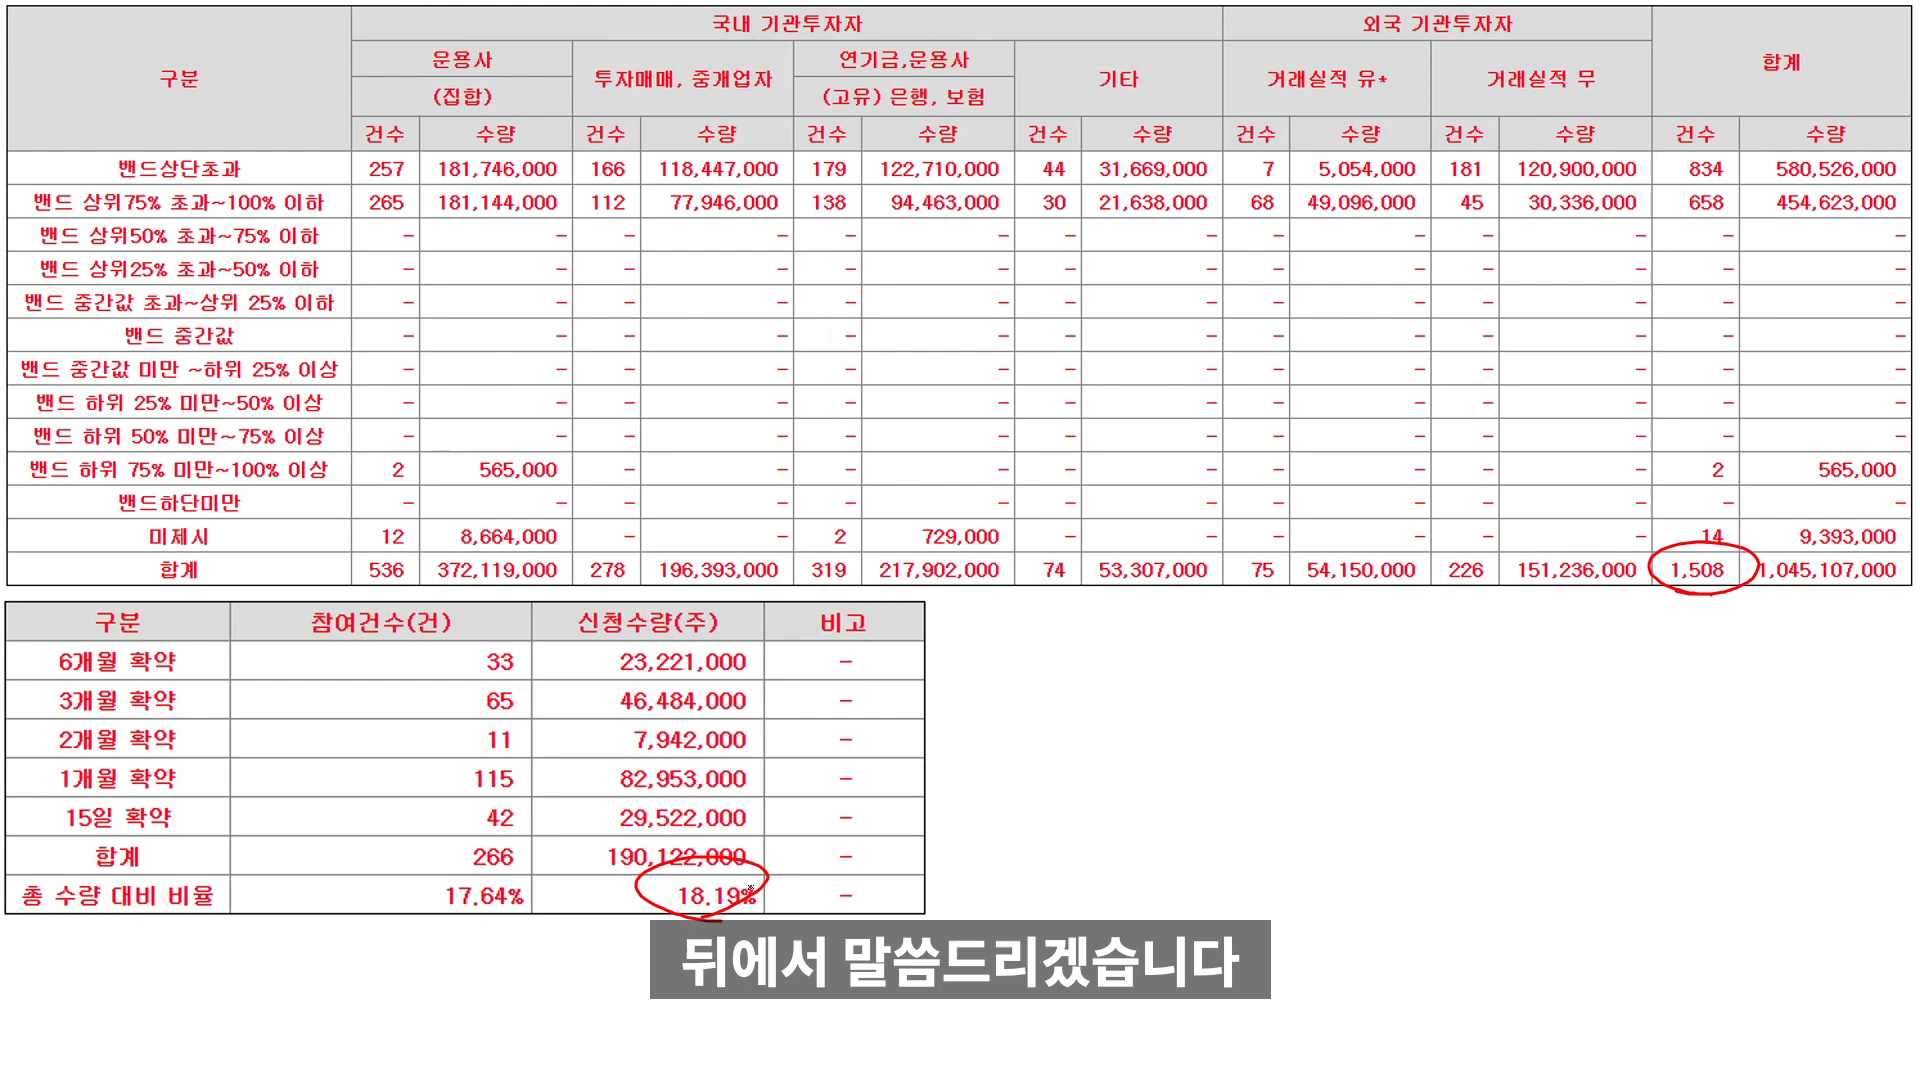 구분 국내 기관투자자 외국 기관투자자 합계
운용사 (집합) 투자매매, 중개업자 연기금,운용사 (고유) 은행, 보험 기타 거래실적 유* 거래실적 무
건수 수량 건수 수량 건수 수량 건수 수량 건수 수량 건수 수량 건수 수량
밴드상단초과 257 181,746,000 166 118,447,000 179 122,710,000 44 31,669,000 7 5,054,000 181 120,900,000 834 580,526,000
밴드 상위75% 초과~100% 이하 265 181,144,000 112 77,946,000 138 94,463,000 30 21,638,000 68 49,096,000 45 30,336,000 658 454,623,000
밴드 상위50% 초과~75% 이하 - - - - - - - - - - - - - -
밴드 상위25% 초과~50% 이하 - - - - - - - - - - - - - -
밴드 중간값 초과~상위 25% 이하 - - - - - - - - - - - - - -
밴드 중간값 - - - - - - - - - - - - - -
밴드 중간값 미만 ~하위 25% 이상 - - - - - - - - - - - - - -
밴드 하위 25% 미만~50% 이상 - - - - - - - - - - - - - -
밴드 하위 50% 미만~75% 이상 - - - - - - - - - - - - - -
밴드 하위 75% 미만~100% 이상 2 565,000 - - - - - - - - - - 2 565,000
밴드하단미만 - - - - - - - - - - - - - -
미제시 12 8,664,000 - - 2 729,000 - - - - - - 14 9,393,000
합계 536 372,119,000 278 196,393,000 319 217,902,000 74 53,307,000 75 54,150,000 226 151,236,000 1,508 1,045,107,000
구분 참여건수(건) 신청수량(주) 비고
6개월 확약 33 23,221,000 -
3개월 확약 65 46,484,000 -
2개월 확약 11 7,942,000 -
1개월 확약 115 82,953,000 -
15일 확약 42 29,522,000 -
합계 266 190,122,000 -
총 수량 대비 비율 17.64% 18.19% -
뒤에서 말씀드리겠습니다